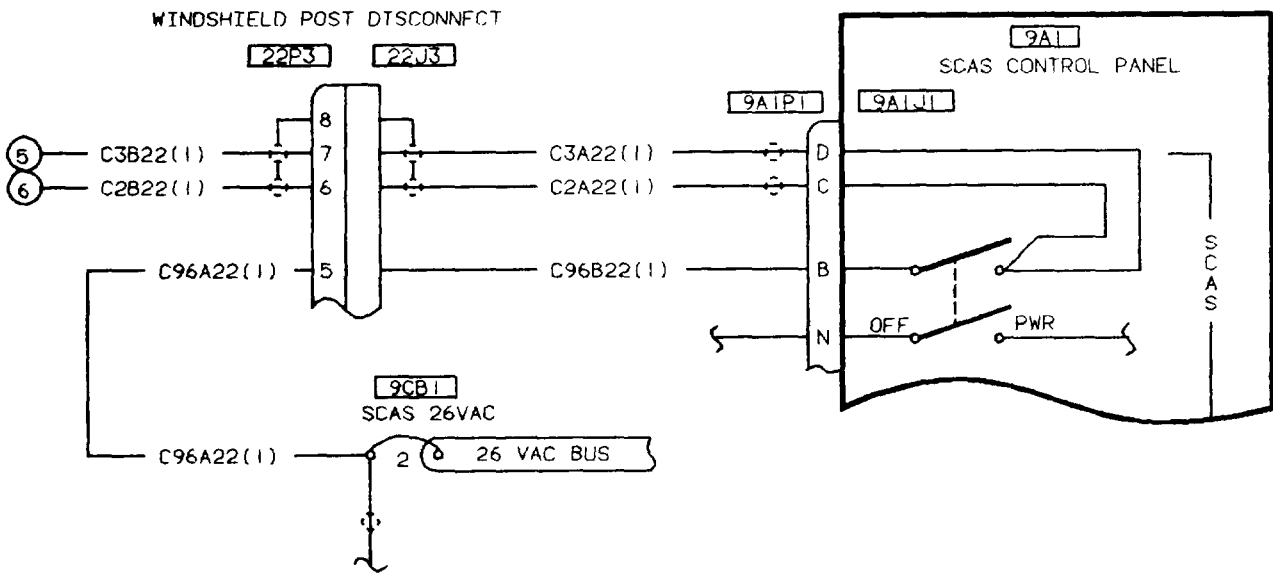 WINDSHIELD POST DISCONNECT
22P3 22J3
9A1
SCAS CONTROL PANEL
9A1P1 9A1J1
8
5 C3B22(1) 7 C3A22(1) D
6 C2B22(1) 6 C2A22(1) C
C96A22(1) 5 C96B22(1) B
SCAS
N OFF PWR
9CB1
SCAS 26VAC
C96A22(1) 2 26 VAC BUS